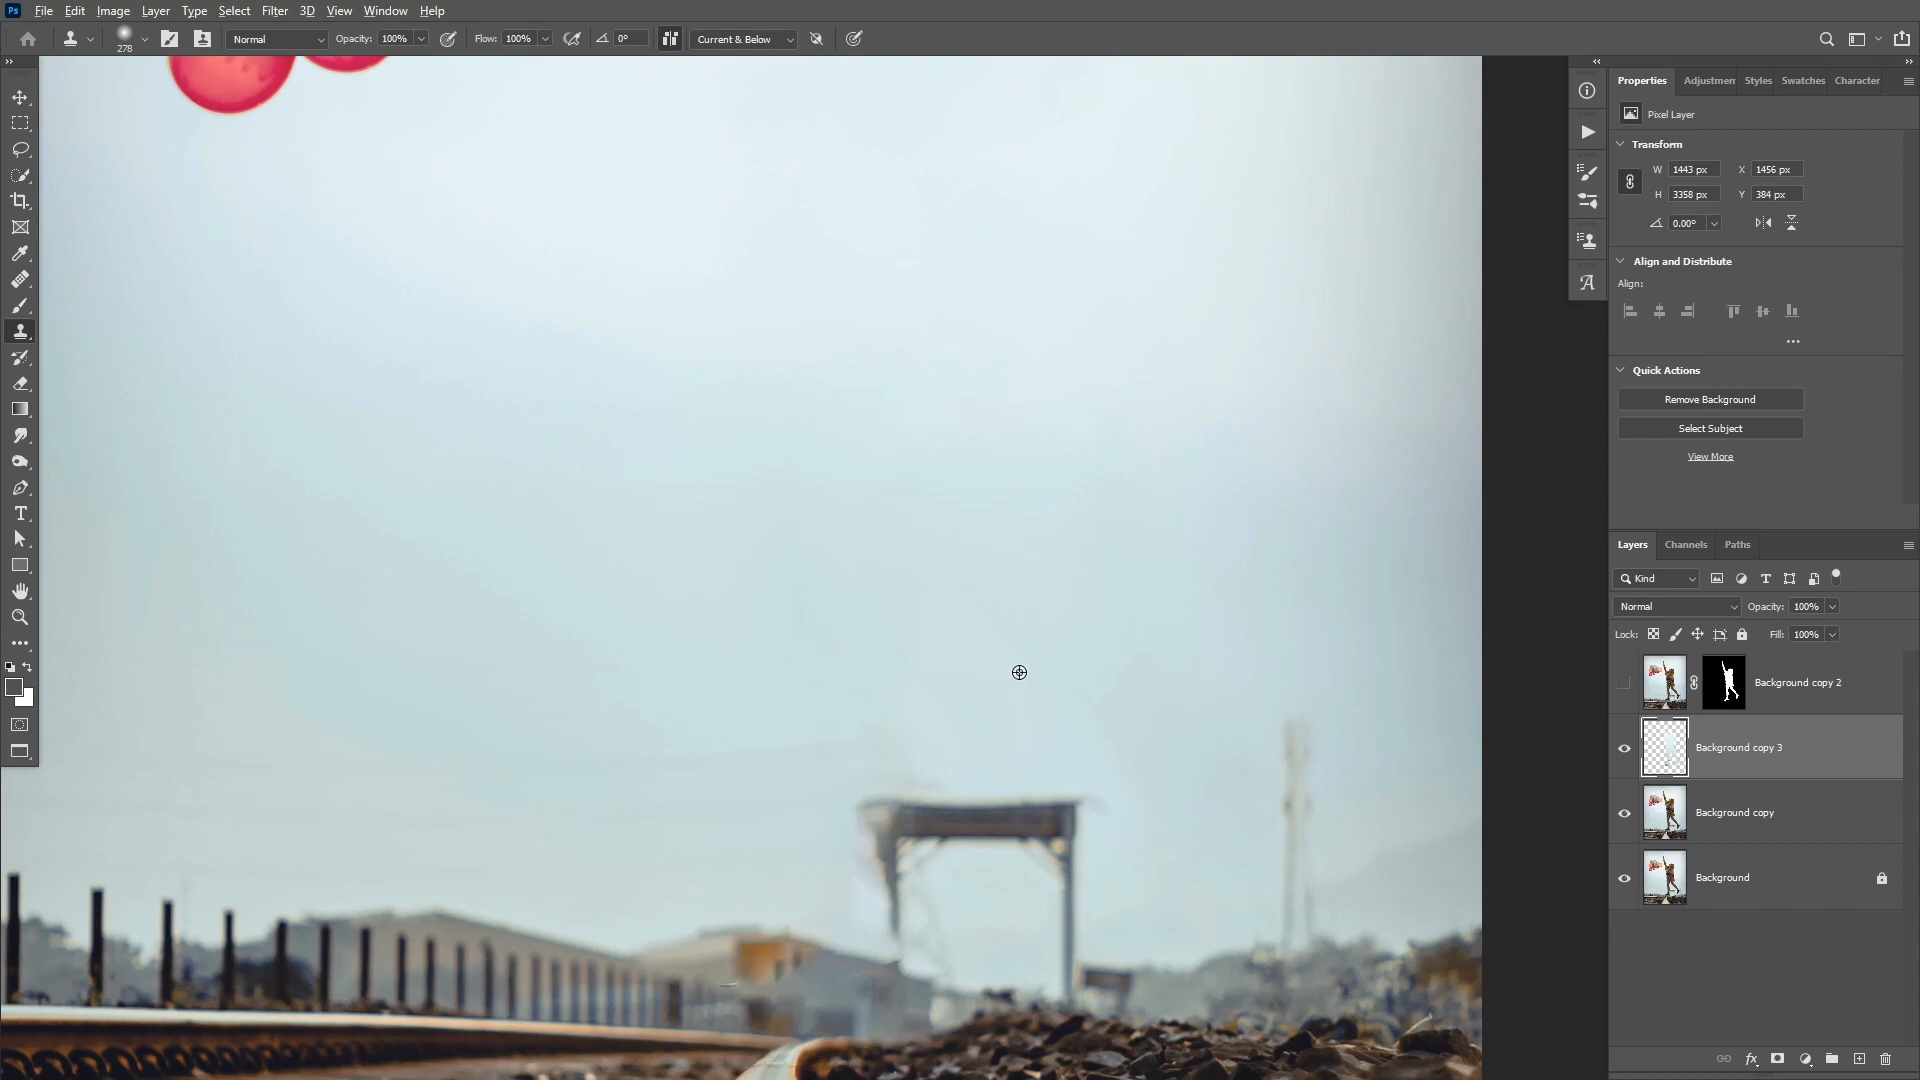 Ps File Edit Image Layer Type Select Filter 3D View Window Help
278 Normal Opacity: 100% Flow: 100% 0° Current & Below
Properties Adjustmen Styles Swatches Character
Pixel Layer
Transform
W 1443 px X 1456 px
H 3358 px Y 384 px
0.00°
Align and Distribute
Align:
Quick Actions
Remove Background
Select Subject
View More
Layers Channels Paths
Kind
Normal Opacity: 100%
Lock: Fill: 100%
Background copy 2
Background copy 3
Background copy
Background